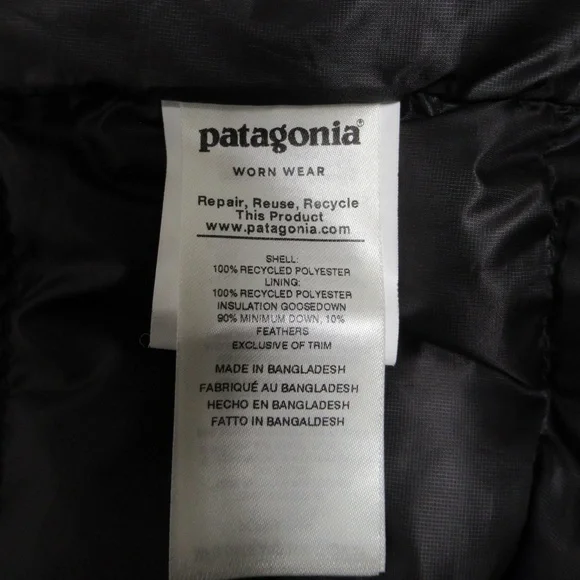 patagonia®
WORN WEAR
Repair, Reuse, Recycle
This Product
www.patagonia.com
SHELL:
100% RECYCLED POLYESTER
LINING:
100% RECYCLED POLYESTER
INSULATION GOOSEDOWN
90% MINIMUM DOWN, 10%
FEATHERS
EXCLUSIVE OF TRIM
MADE IN BANGLADESH
FABRIQUÉ AU BANGLADESH
HECHO EN BANGLADESH
FATTO IN BANGALDESH